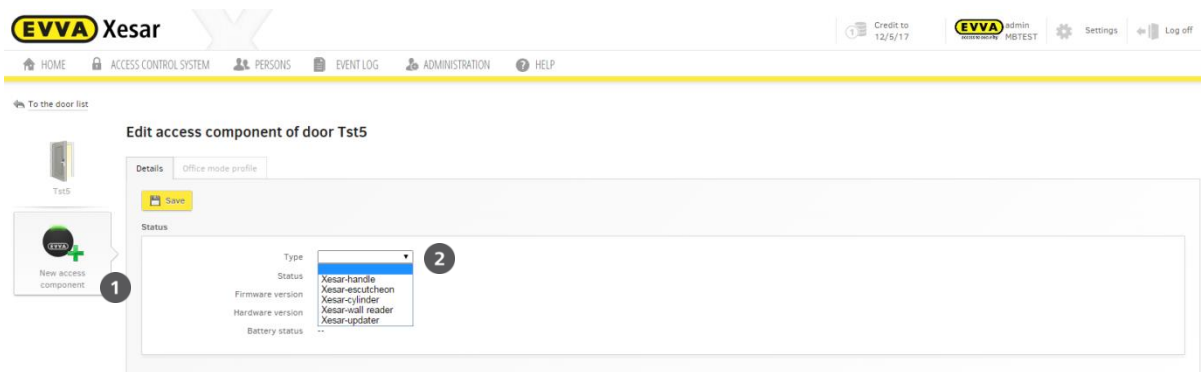 EVVA Xesar
Credit to
12/5/17
EVVA admin
MBTEST
Settings
Log off
HOME ACCESS CONTROL SYSTEM PERSONS EVENT LOG ADMINISTRATION HELP
To the door list
Edit access component of door Tst5
Details Office mode profile
Tst5
Save
Status
EVVA
New access
component
1
Type
2
Xesar-handle
Xesar-escutcheon
Xesar-cylinder
Xesar-wall reader
Xesar-updater
Status
Firmware version
Hardware version
Battery status --